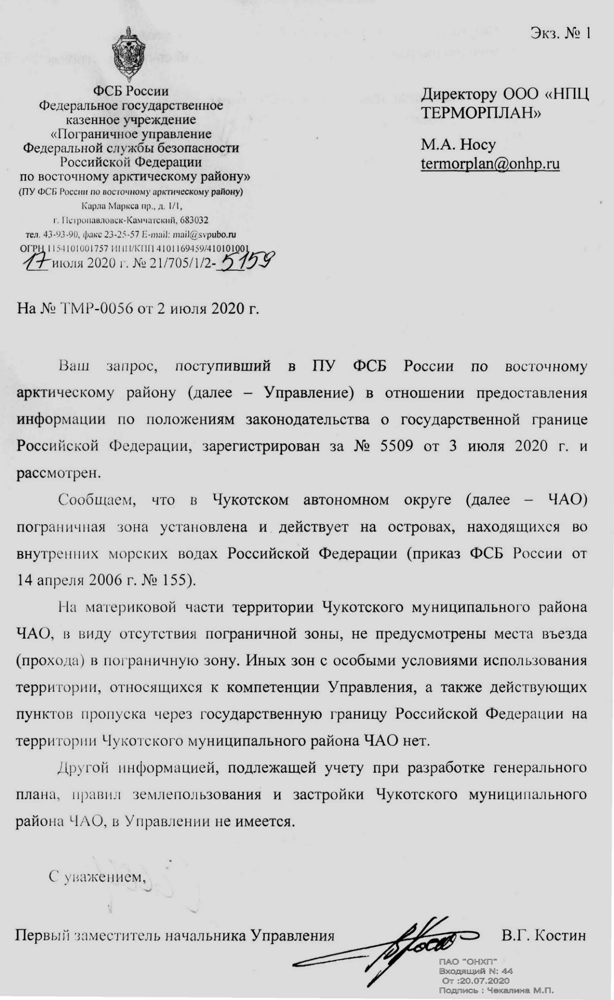 Экз. № 1
ФСБ России
Федеральное государственное
казенное учреждение
«Пограничное управление
Федеральной службы безопасности
Российской Федерации
по восточному арктическому району»
(ПУ ФСБ России по восточному арктическому району)
Карла Маркса пр., д. 1/1,
г. Петропавловск-Камчатский, 683032
тел. 43-93-90, факс 23-25-57 E-mail: mail@svpubo.ru
ОГРН 1154101001757 ИНН/КПП 4101169459/410101001
17 июля 2020 г. № 21/705/1/2-5159
Директору ООО «НПЦ
ТЕРМОРПЛАН»
М.А. Носу
termorplan@onhp.ru
На № ТМР-0056 от 2 июля 2020 г.
Ваш запрос, поступивший в ПУ ФСБ России по восточному
арктическому району (далее – Управление) в отношении предоставления
информации по положениям законодательства о государственной границе
Российской Федерации, зарегистрирован за № 5509 от 3 июля 2020 г. и
рассмотрен.
Сообщаем, что в Чукотском автономном округе (далее – ЧАО)
пограничная зона установлена и действует на островах, находящихся во
внутренних морских водах Российской Федерации (приказ ФСБ России от
14 апреля 2006 г. № 155).
На материковой части территории Чукотского муниципального района
ЧАО, в виду отсутствия пограничной зоны, не предусмотрены места въезда
(прохода) в пограничную зону. Иных зон с особыми условиями использования
территории, относящихся к компетенции Управления, а также действующих
пунктов пропуска через государственную границу Российской Федерации на
территории Чукотского муниципального района ЧАО нет.
Другой информацией, подлежащей учету при разработке генерального
плана, правил землепользования и застройки Чукотского муниципального
района ЧАО, в Управлении не имеется.
С уважением,
Первый заместитель начальника Управления
В.Г. Костин
ПАО "ОНХП"
Входящий N: 44
От :20.07.2020
Подпись : Чекалина М.П.